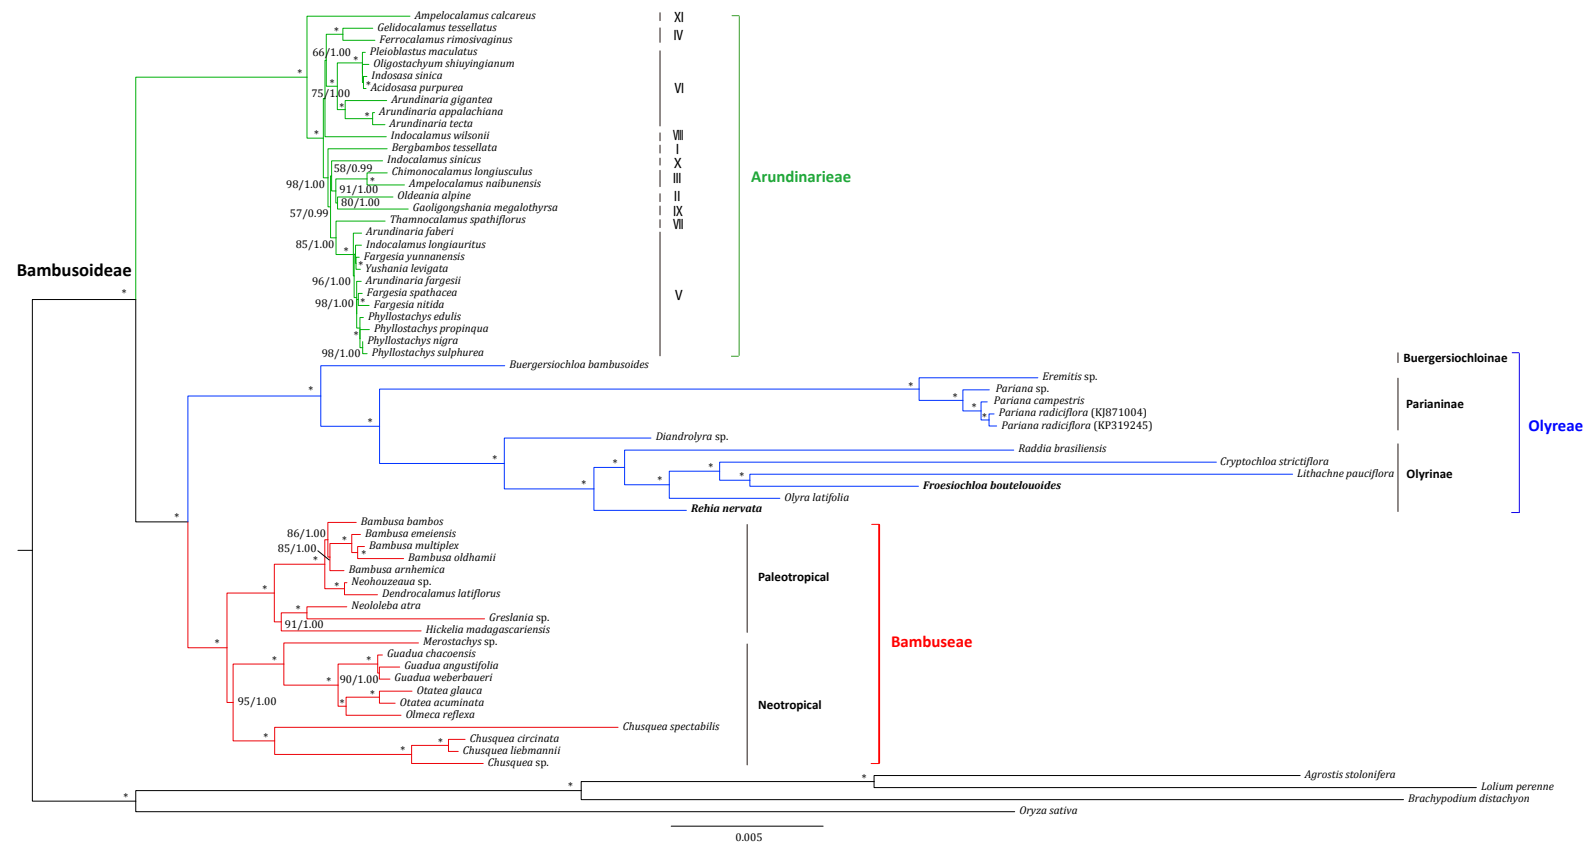 Ampelocalamus calcareus
XI
*
Gelidocalamus tessellatus
IV
Ferrocalamus rimosivaginus
66/1.00
Pleioblastus maculatus
*
Oligostachyum shiuyingianum
*
Indosasa sinica
*
*
Acidosasa purpurea
VI
75/1.00
Arundinaria gigantea
*
Arundinaria appalachiana
*
Arundinaria tecta
*
Indocalamus wilsonii
VIII
Bergbambos tessellata
I
Indocalamus sinicus
X
58/0.99
Chimonocalamus longiusculus
III
*
98/1.00
Ampelocalamus naibunensis
91/1.00
Oldeania alpine
II
80/1.00
Gaoligongshania megalothyrsa
IX
57/0.99
Thamnocalamus spathiflorus
VII
Arundinarieae
Arundinaria faberi
85/1.00
Indocalamus longiauritus
*
Fargesia yunnanensis
*
Yushania levigata
Bambusoideae
96/1.00
Arundinaria fargesii
*
Fargesia spathacea
V
98/1.00
*
Fargesia nitida
Phyllostachys edulis
Phyllostachys propinqua
*
Phyllostachys nigra
98/1.00
Phyllostachys sulphurea
Buergersiochloa bambusoides
Buergersiochloinae
Eremitis sp.
*
*
Pariana sp.
*
Pariana campestris
*
Parianinae
Pariana radiciflora (KJ871004)
*
*
Pariana radiciflora (KP319245)
Olyreae
Diandrolyra sp.
Raddia brasiliensis
*
*
Cryptochloa strictiflora
*
Lithachne pauciflora
Olyrinae
*
*
*
Froesiochloa boutelouoides
Olyra latifolia
Rehia nervata
*
Bambusa bambos
86/1.00
Bambusa emeiensis
*
Bambusa multiplex
85/1.00
*
Bambusa oldhamii
*
Bambusa arnhemica
Paleotropical
Neohouzeaua sp.
*
*
Dendrocalamus latiflorus
Neololeba atra
*
Greslania sp.
91/1.00
Hickelia madagascariensis
*
Merostachys sp.
Bambuseae
Guadua chacoensis
*
*
Guadua angustifolia
90/1.00
*
Guadua weberbaueri
Otatea glauca
*
95/1.00
*
Otatea acuminata
Neotropical
Olmeca reflexa
Chusquea spectabilis
*
Chusquea circinata
*
*
Chusquea liebmannii
Chusquea sp.
Agrostis stolonifera
*
*
Lolium perenne
*
Brachypodium distachyon
Oryza sativa
0.005